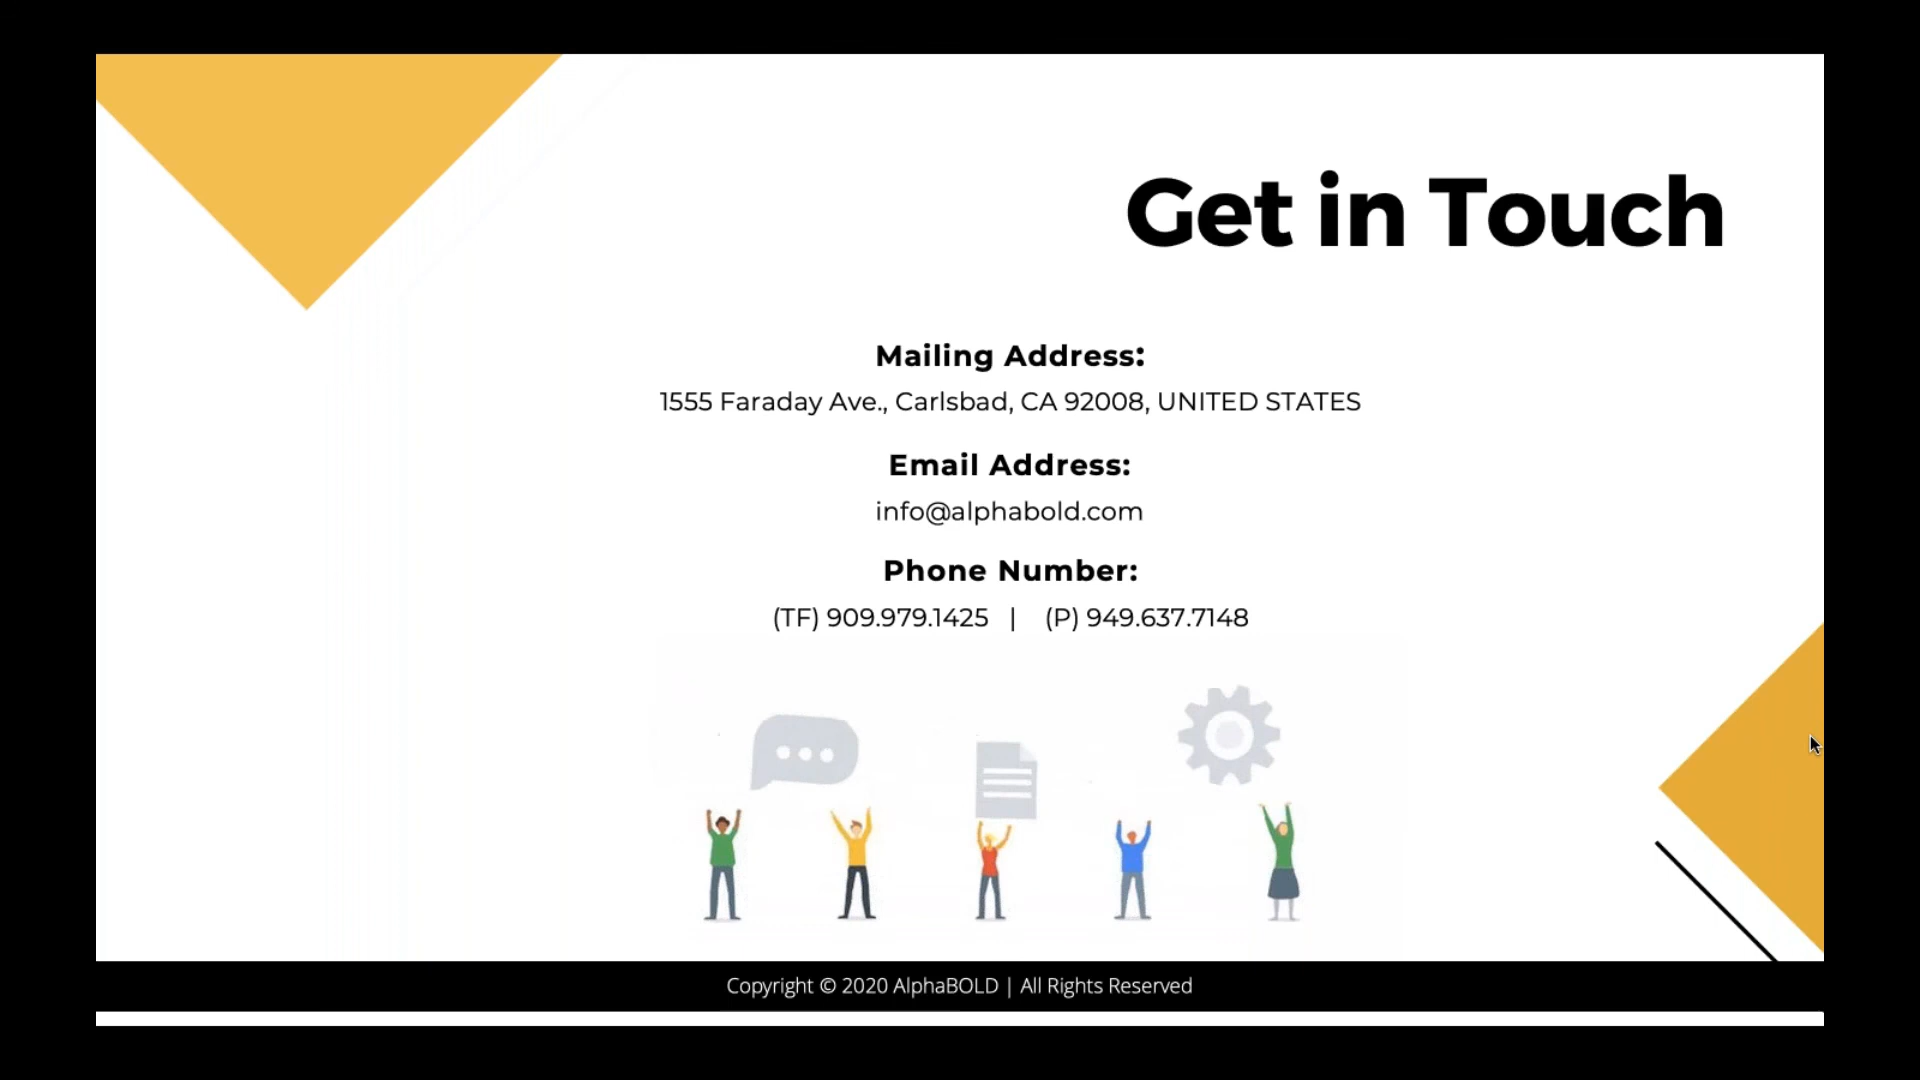 Get in Touch
Mailing Address:
1555 Faraday Ave., Carlsbad, CA 92008, UNITED STATES
Email Address:
info@alphabold.com
Phone Number:
(TF) 909.979.1425 | (P) 949.637.7148
Copyright © 2020 AlphaBOLD | All Rights Reserved